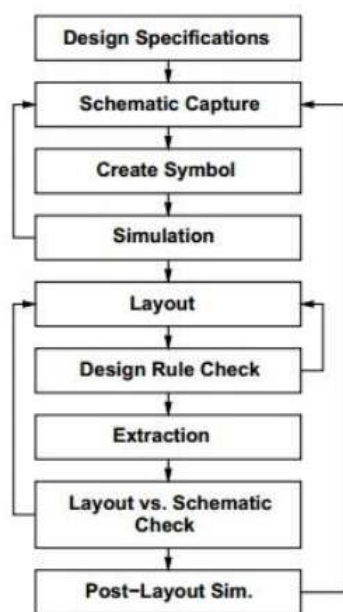 Design Specifications
Schematic Capture
Create Symbol
Simulation
Layout
Design Rule Check
Extraction
Layout vs. Schematic
Check
Post-Layout Sim.